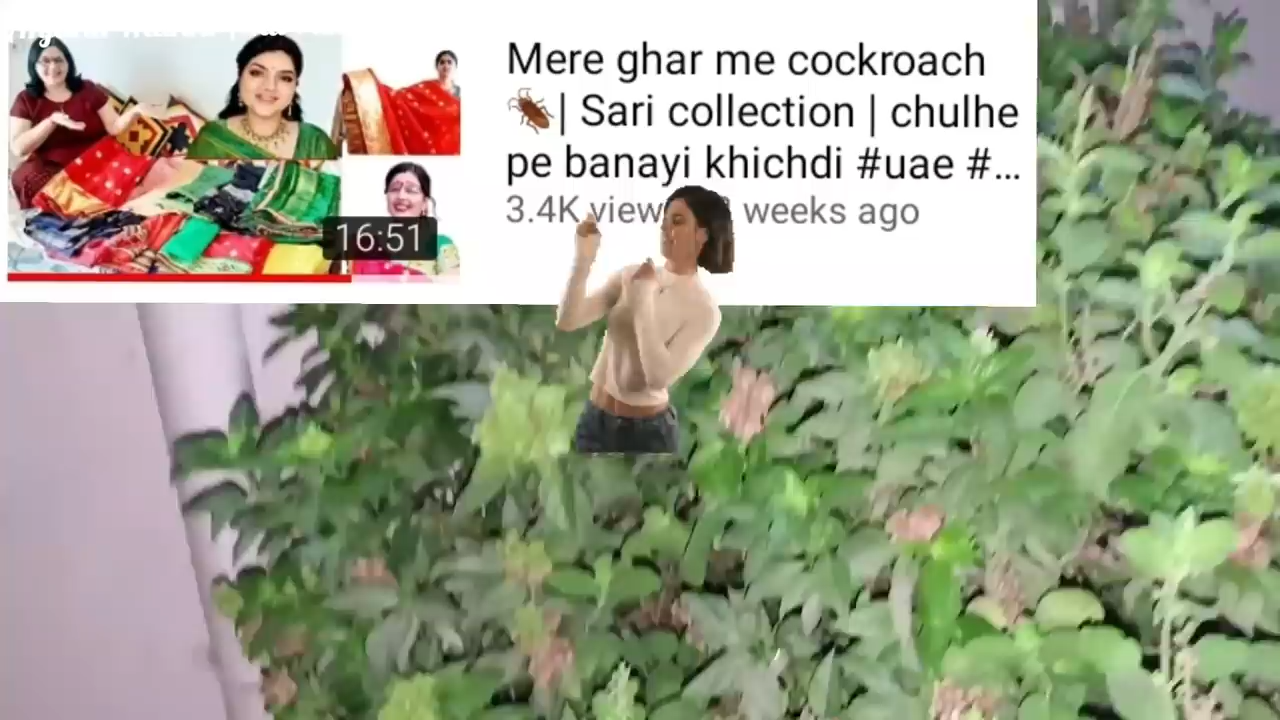 Mere ghar me cockroach
🪳| Sari collection | chulhe
pe banayi khichdi #uae #...
3.4K view weeks ago
16:51